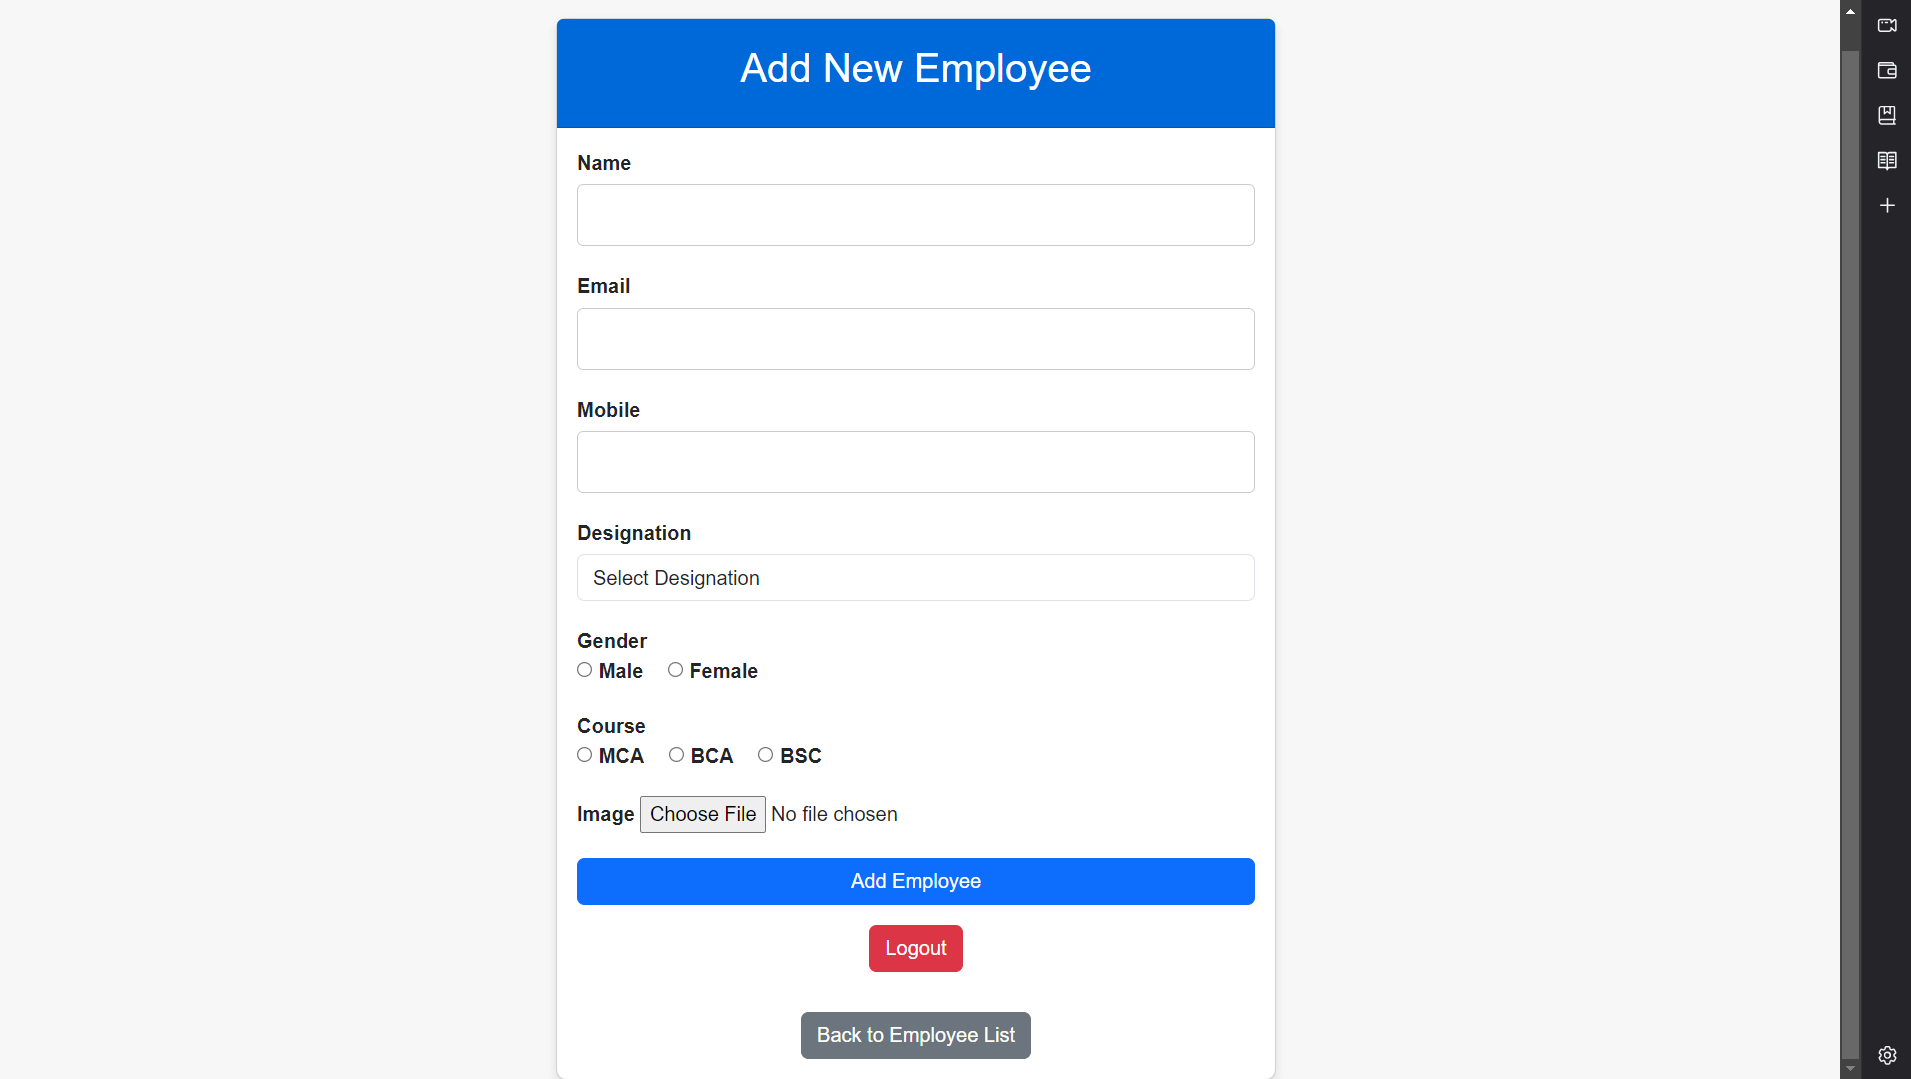 Add New Employee
Name
Email
Mobile
Designation
Select Designation
Gender
Male Female
Course
MCA BCA BSC
Image Choose File No file chosen
Add Employee
Logout
Back to Employee List